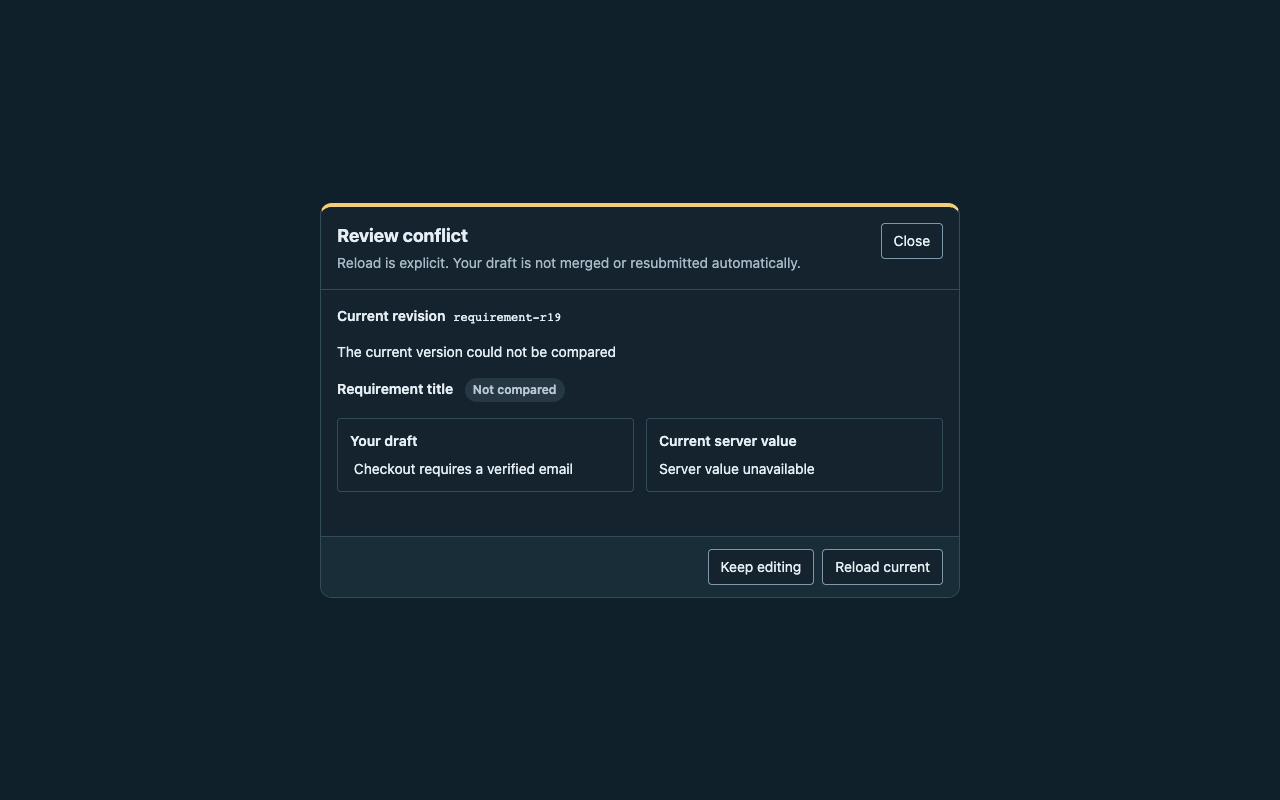 Review conflict
Close
Reload is explicit. Your draft is not merged or resubmitted automatically.
Current revision requirement-r19
The current version could not be compared
Requirement title Not compared
Your draft
Checkout requires a verified email
Current server value
Server value unavailable
Keep editing
Reload current